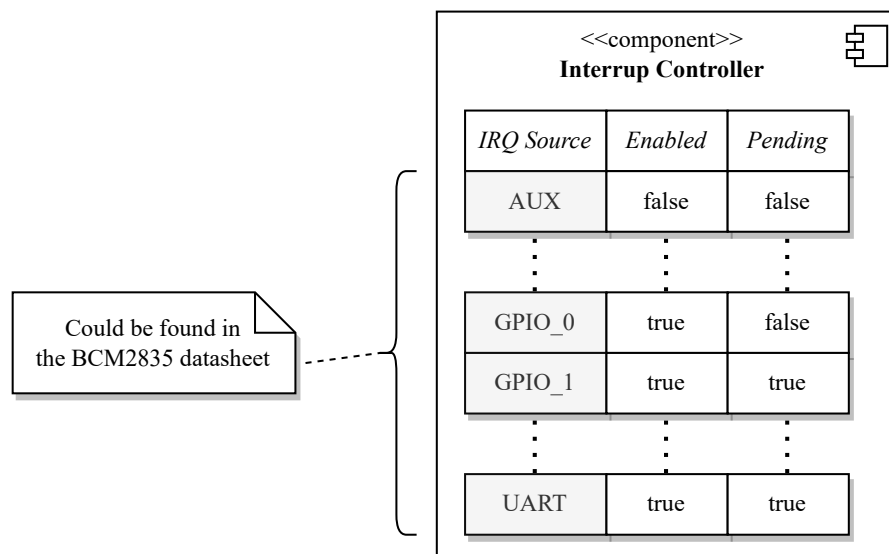 <<component>>
Interrup Controller
IRQ Source Enabled Pending
AUX false false
Could be found in
the BCM2835 datasheet
GPIO_0 true false
GPIO_1 true true
UART true true